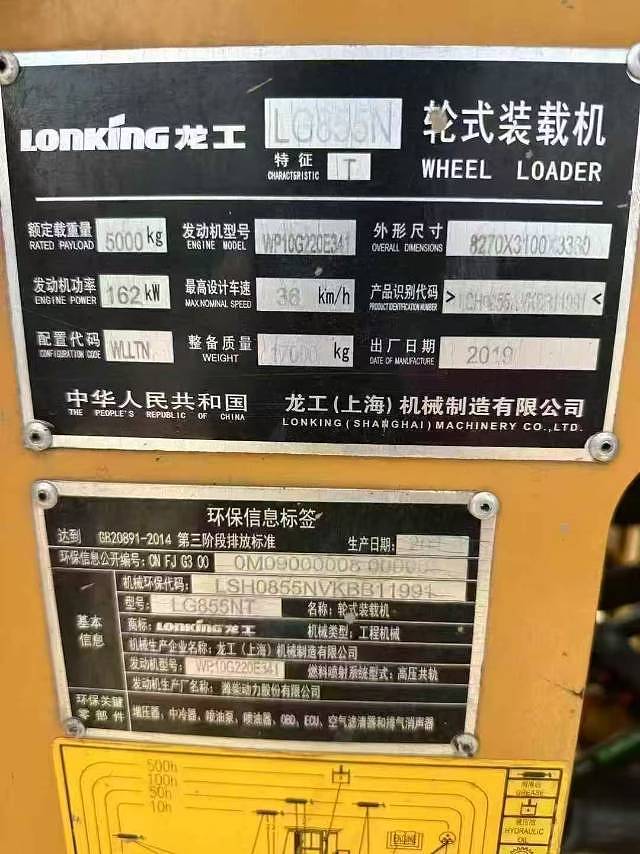 LONKING 龙工 LG855N 轮式装载机
特征 T
CHARACTERISTIC
WHEEL LOADER
额定载重量 5000 kg 发动机型号 WP10G220E341 外形尺寸 8270X3100X3380
RATED PAYLOAD ENGINE MODEL OVERALL DIMENSIONS
发动机功率 162 kW 最高设计车速 38 km/h 产品识别代码 > <
ENGINE POWER MAX.NOMINAL SPEED PRODUCT IDENTIFICATION NUMBER
配置代码 WLLTN 整备质量 17000 kg 出厂日期 2019
CONFIGURATION CODE WEIGHT DATE OF MANUFACTURE
中华人民共和国 龙工(上海)机械制造有限公司
THE PEOPLE'S REPUBLIC OF CHINA LONKING(SHANGHAI)MACHINERY CO.,LTD.
环保信息标签
达到 GB20891-2014 第三阶段排放标准 生产日期:
环保信息公开编号: CN FJ G3 00 0M09000008
机械环保代码: LSH0855NVKBB11991
型号: LG855NT 名称: 轮式装载机
基本信息
商标: LONKING 龙工 机械类型: 工程机械
机械生产企业名称: 龙工(上海)机械制造有限公司
发动机型号: WP10G220E341 燃料喷射系统型式: 高压共轨
发动机生产厂名称: 潍柴动力股份有限公司
环保关键零部件 增压器、中冷器、喷油泵、喷油器、OBD、ECU、空气滤清器和排气消声器
500h
100h
50h
10h
GREASE
HYDRAULIC
OIL
ENGINE